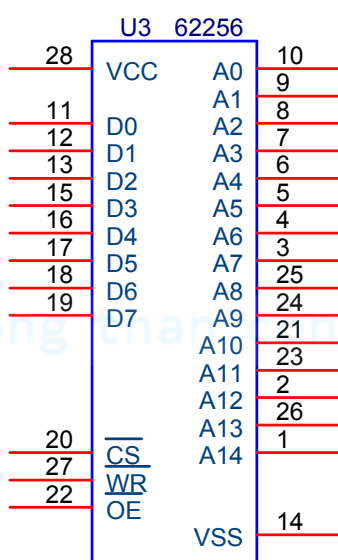 U3 62256
28 VCC A0 10
A1 9
11 D0 A2 8
12 D1 A3 7
13 D2 A4 6
15 D3 A5 5
16 D4 A6 4
17 D5 A7 3
18 D6 A8 25
19 D7 A9 24
A10 21
A11 23
A12 2
A13 26
20 CS A14 1
27 WR
22 OE
VSS 14